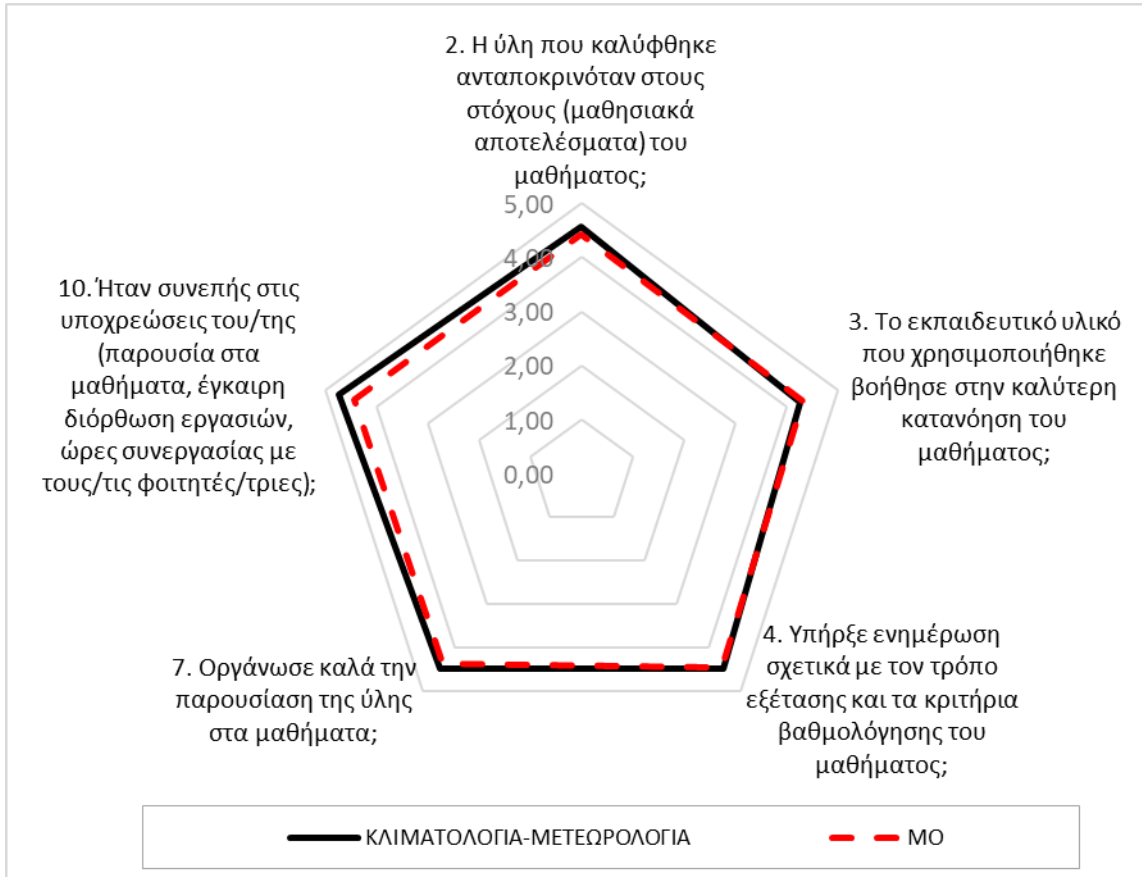 2. Η ύλη που καλύφθηκε
ανταποκρινόταν στους
στόχους (μαθησιακά
αποτελέσματα) του
μαθήματος;
5,00
4,00
3,00
2,00
1,00
0,00
3. Το εκπαιδευτικό υλικό
που χρησιμοποιήθηκε
βοήθησε στην καλύτερη
κατανόηση του
μαθήματος;
4. Υπήρξε ενημέρωση
σχετικά με τον τρόπο
εξέτασης και τα κριτήρια
βαθμολόγησης του
μαθήματος;
7. Οργάνωσε καλά την
παρουσίαση της ύλης
στα μαθήματα;
10. Ήταν συνεπής στις
υποχρεώσεις του/της
(παρουσία στα
μαθήματα, έγκαιρη
διόρθωση εργασιών,
ώρες συνεργασίας με
τους/τις φοιτητές/τριες);
ΚΛΙΜΑΤΟΛΟΓΙΑ-ΜΕΤΕΩΡΟΛΟΓΙΑ
ΜΟ